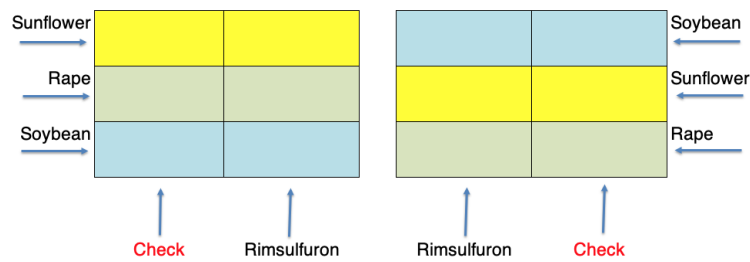 Sunflower
Rape
Soybean
Soybean
Sunflower
Rape
Check
Rimsulfuron
Rimsulfuron
Check